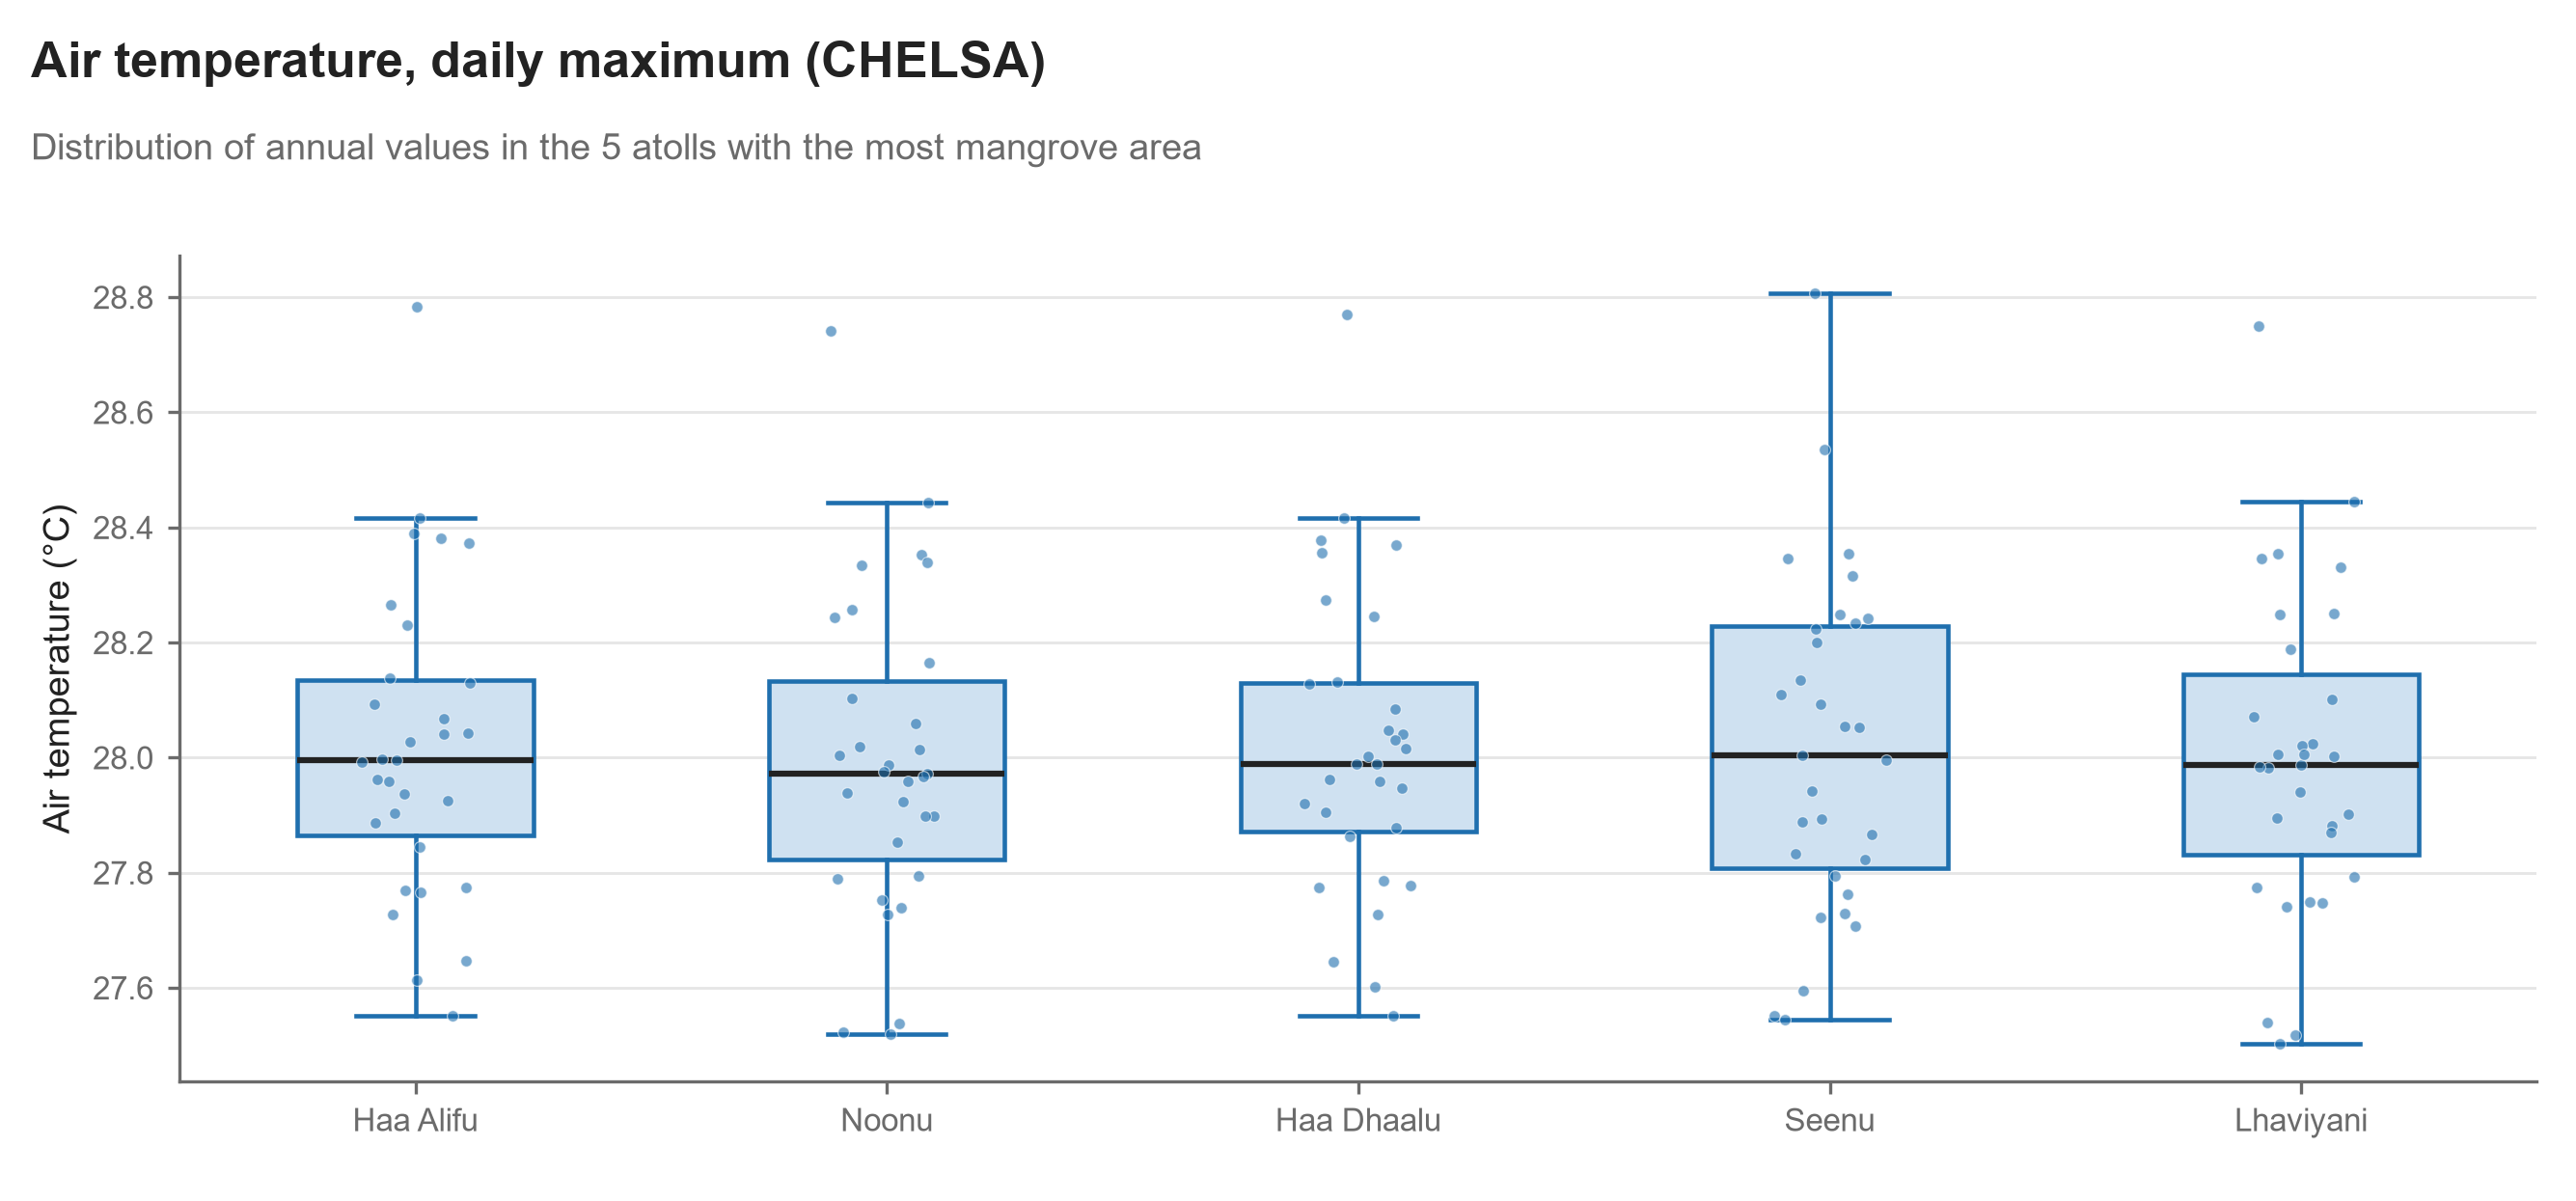 Air temperature, daily maximum (CHELSA)
Distribution of annual values in the 5 atolls with the most mangrove area
Air temperature (°C)
28.8
28.6
28.4
28.2
28.0
27.8
27.6
Haa Alifu
Noonu
Haa Dhaalu
Seenu
Lhaviyani